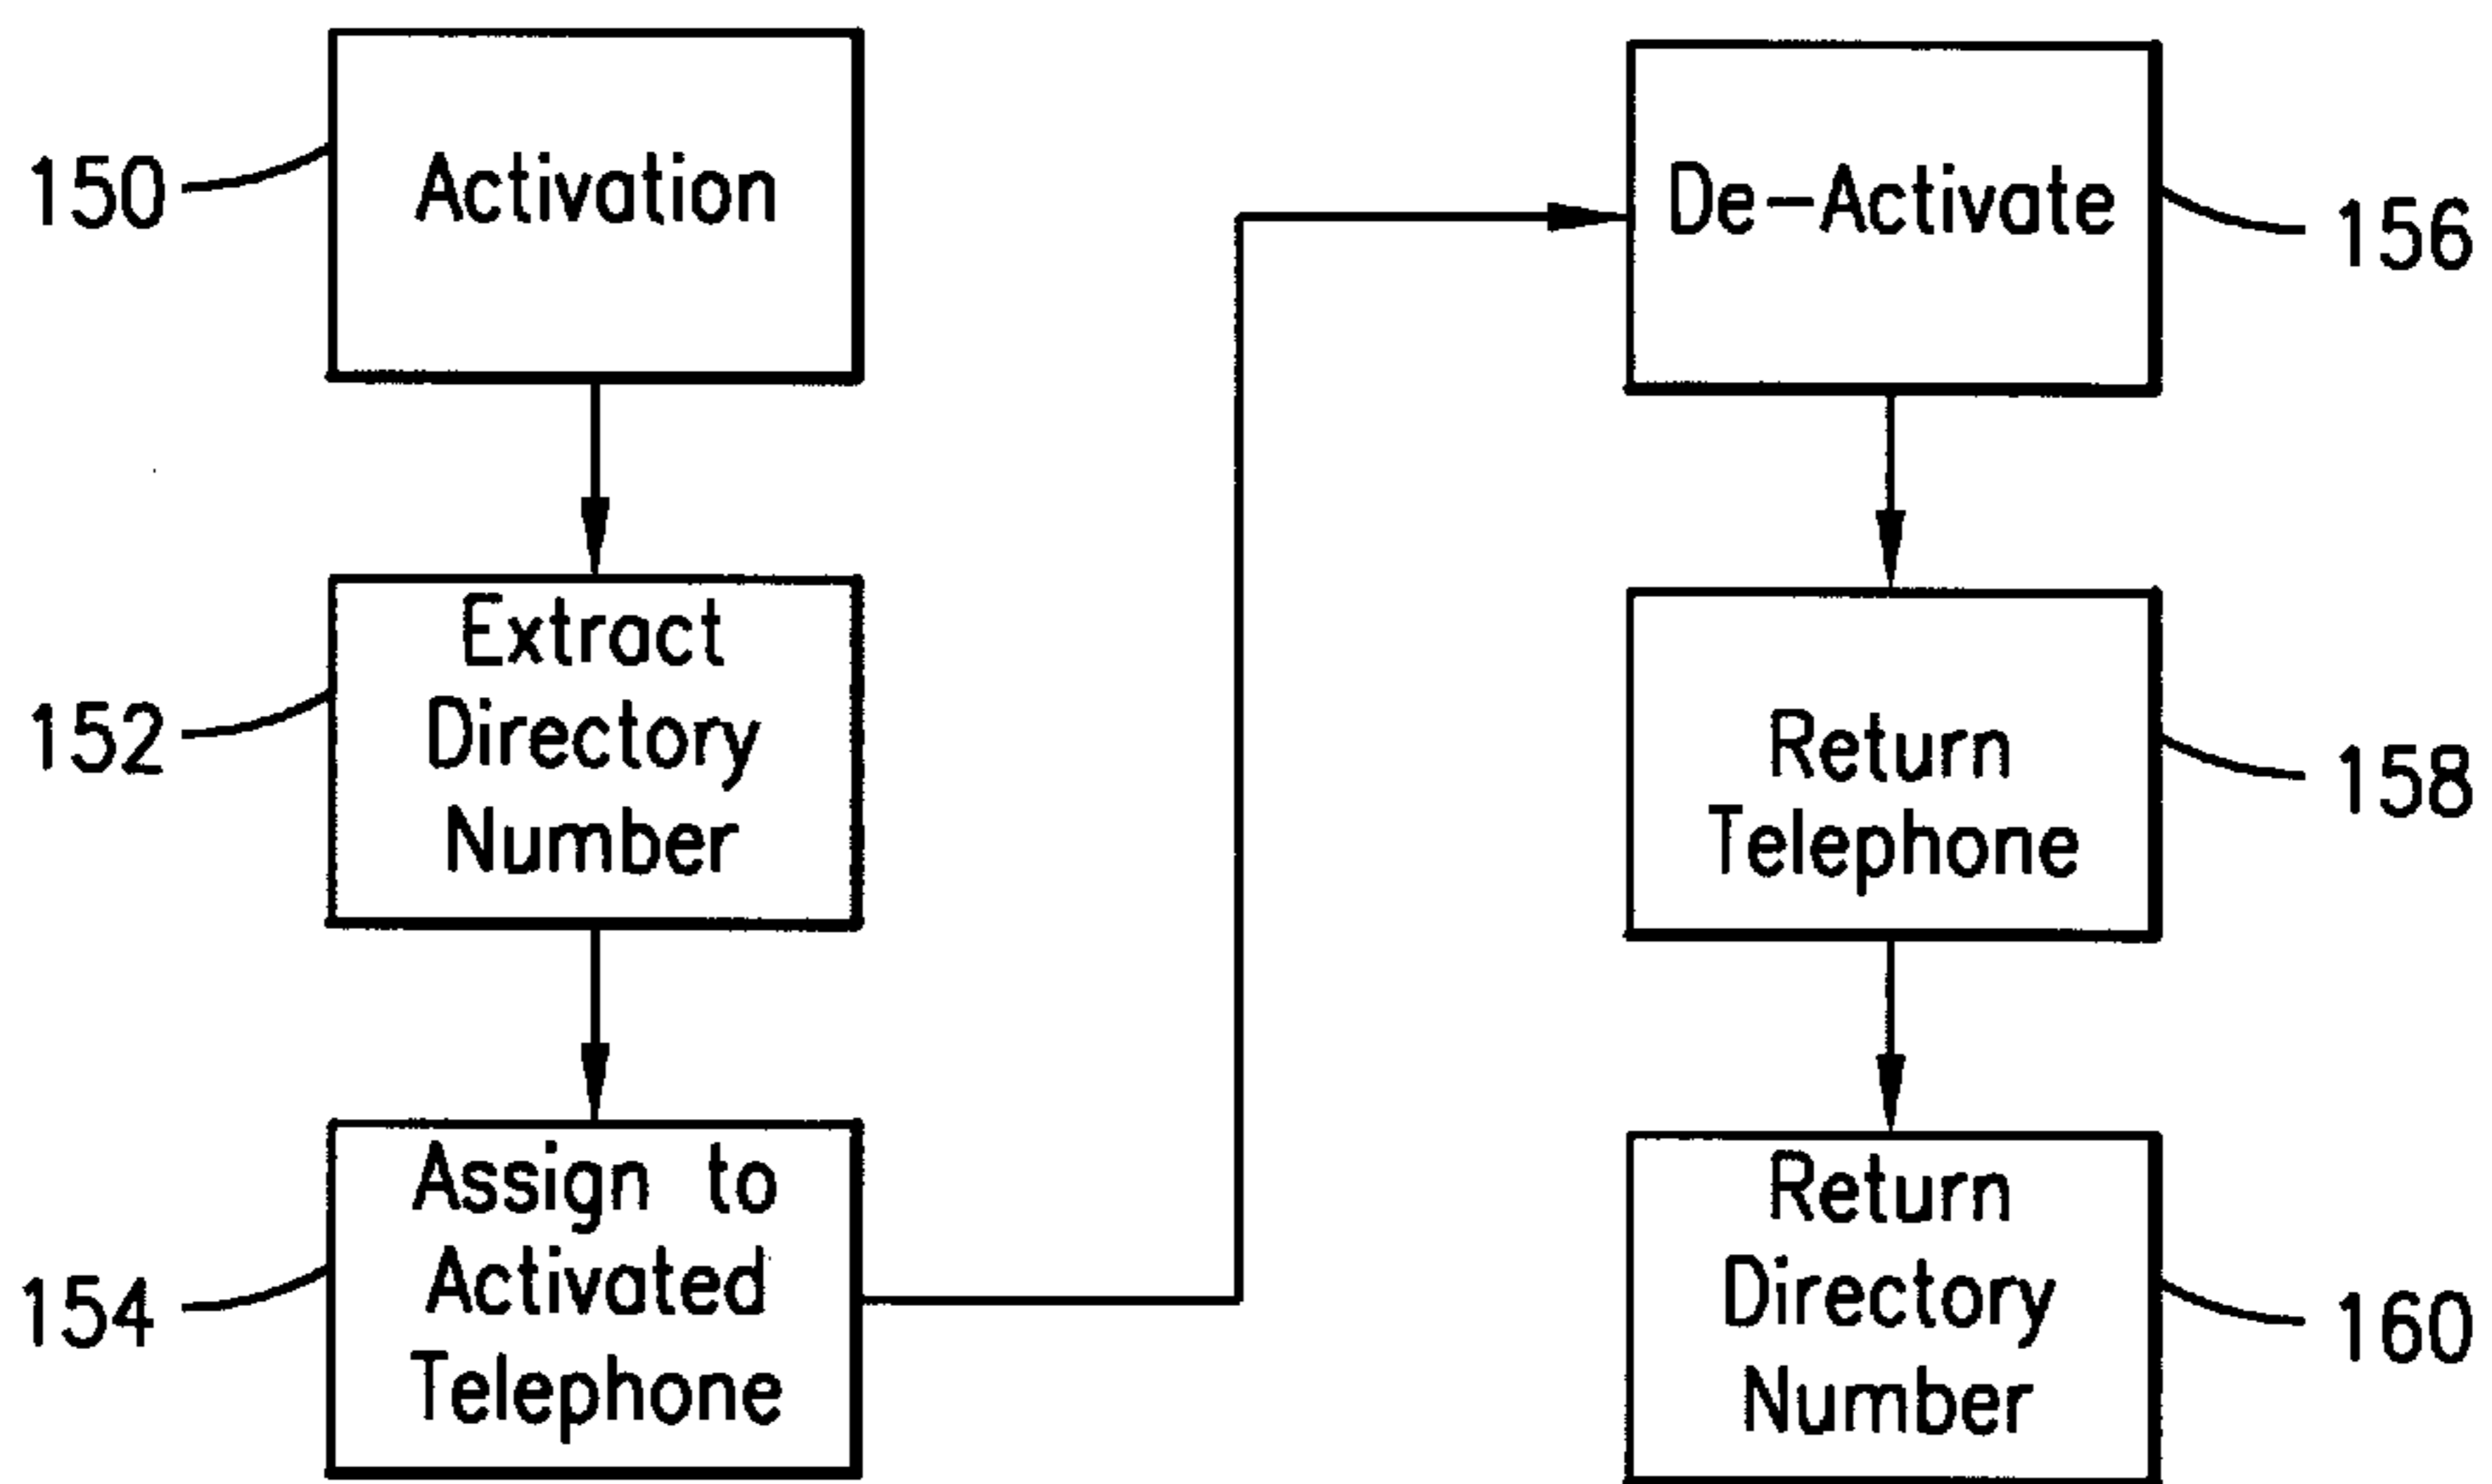 150
Activation
152
Extract
Directory
Number
154
Assign to
Activated
Telephone
De-Activate
156
Return
Telephone
158
Return
Directory
Number
160